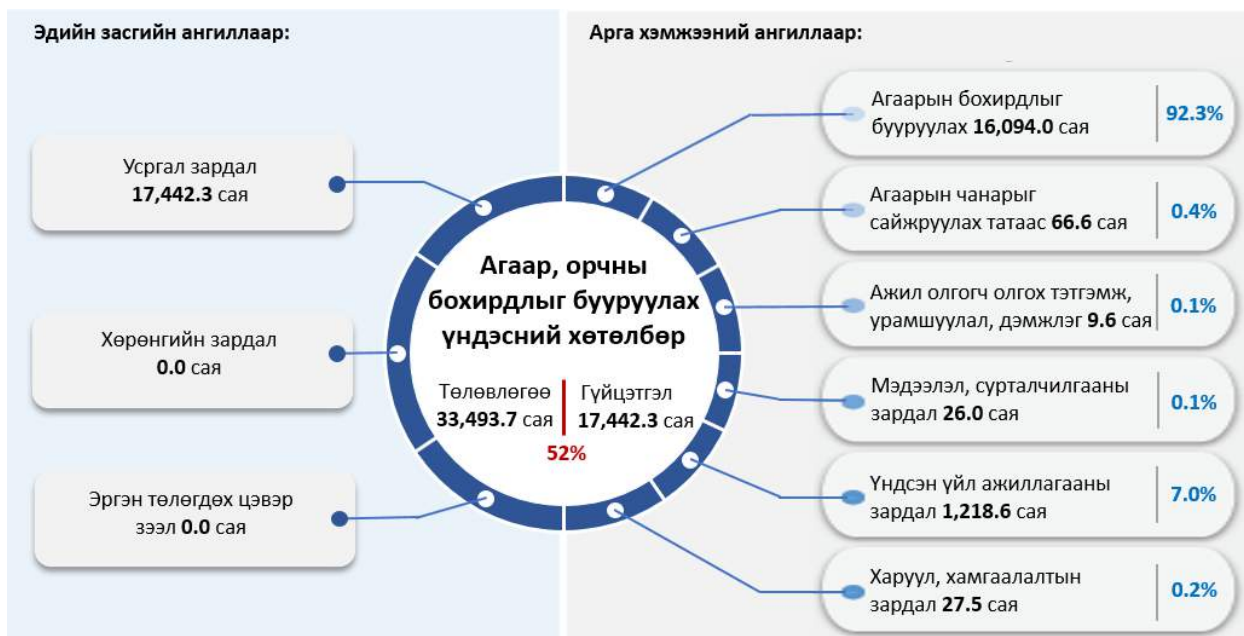 Эдийн засгийн ангиллаар:
Усргал зардал
17,442.3 сая
Хөрөнгийн зардал
0.0 сая
Эргэн төлөгдөх цэвэр
зээл 0.0 сая
Агаар, орчны
бохирдлыг бууруулах
үндэсний хөтөлбөр
Төлөвлөгөө
33,493.7 сая
Гүйцэтгэл
17,442.3 сая
52%
Арга хэмжээний ангиллаар:
Агаарын бохирдлыг
бууруулах 16,094.0 сая
92.3%
Агаарын чанарыг
сайжруулах татаас 66.6 сая
0.4%
Ажил олгогч олгох тэтгэмж,
урамшуулал, дэмжлэг 9.6 сая
0.1%
Мэдээлэл, сурталчилгааны
зардал 26.0 сая
0.1%
Үндсэн үйл ажиллагааны
зардал 1,218.6 сая
7.0%
Харуул, хамгаалалтын
зардал 27.5 сая
0.2%